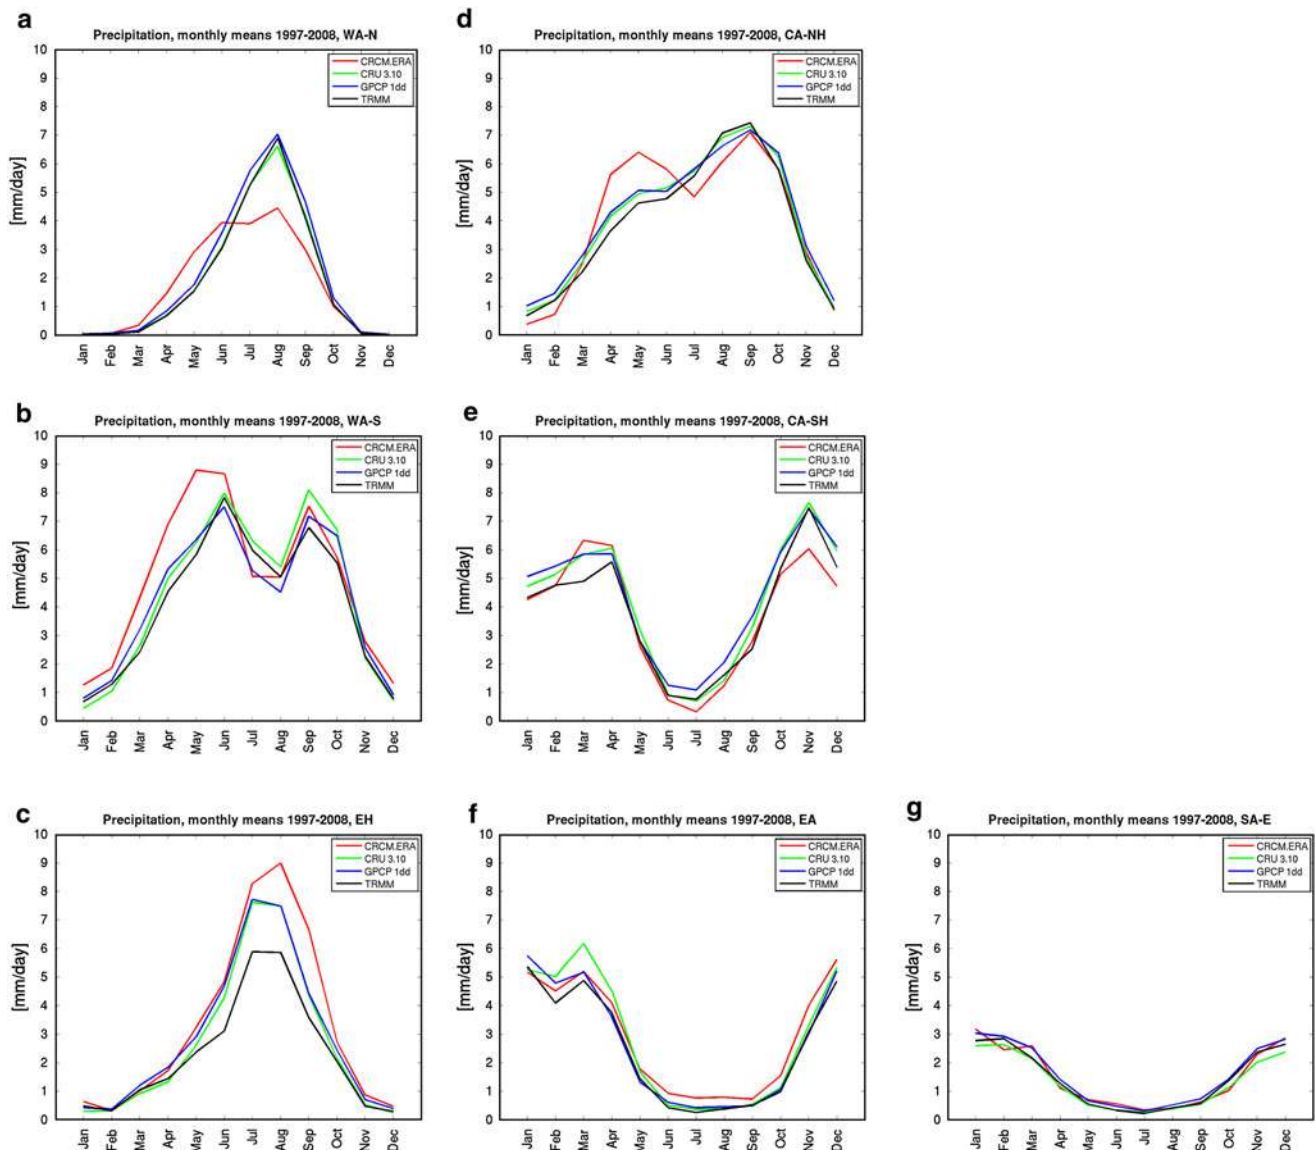 a
Precipitation, monthly means 1997-2008, WA-N
[mm/day]
10
9
8
7
6
5
4
3
2
1
0
CRCM.ERA
CRU 3.10
GPCP 1dd
TRMM
Jan Feb Mar Apr May Jun Jul Aug Sep Oct Nov Dec
d
Precipitation, monthly means 1997-2008, CA-NH
[mm/day]
10
9
8
7
6
5
4
3
2
1
0
CRCM.ERA
CRU 3.10
GPCP 1dd
TRMM
Jan Feb Mar Apr May Jun Jul Aug Sep Oct Nov Dec
b
Precipitation, monthly means 1997-2008, WA-S
[mm/day]
10
9
8
7
6
5
4
3
2
1
0
CRCM.ERA
CRU 3.10
GPCP 1dd
TRMM
Jan Feb Mar Apr May Jun Jul Aug Sep Oct Nov Dec
e
Precipitation, monthly means 1997-2008, CA-SH
[mm/day]
10
9
8
7
6
5
4
3
2
1
0
CRCM.ERA
CRU 3.10
GPCP 1dd
TRMM
Jan Feb Mar Apr May Jun Jul Aug Sep Oct Nov Dec
c
Precipitation, monthly means 1997-2008, EH
[mm/day]
10
9
8
7
6
5
4
3
2
1
0
CRCM.ERA
CRU 3.10
GPCP 1dd
TRMM
Jan Feb Mar Apr May Jun Jul Aug Sep Oct Nov Dec
f
Precipitation, monthly means 1997-2008, EA
[mm/day]
10
9
8
7
6
5
4
3
2
1
0
CRCM.ERA
CRU 3.10
GPCP 1dd
TRMM
Jan Feb Mar Apr May Jun Jul Aug Sep Oct Nov Dec
g
Precipitation, monthly means 1997-2008, SA-E
[mm/day]
10
9
8
7
6
5
4
3
2
1
0
CRCM.ERA
CRU 3.10
GPCP 1dd
TRMM
Jan Feb Mar Apr May Jun Jul Aug Sep Oct Nov Dec